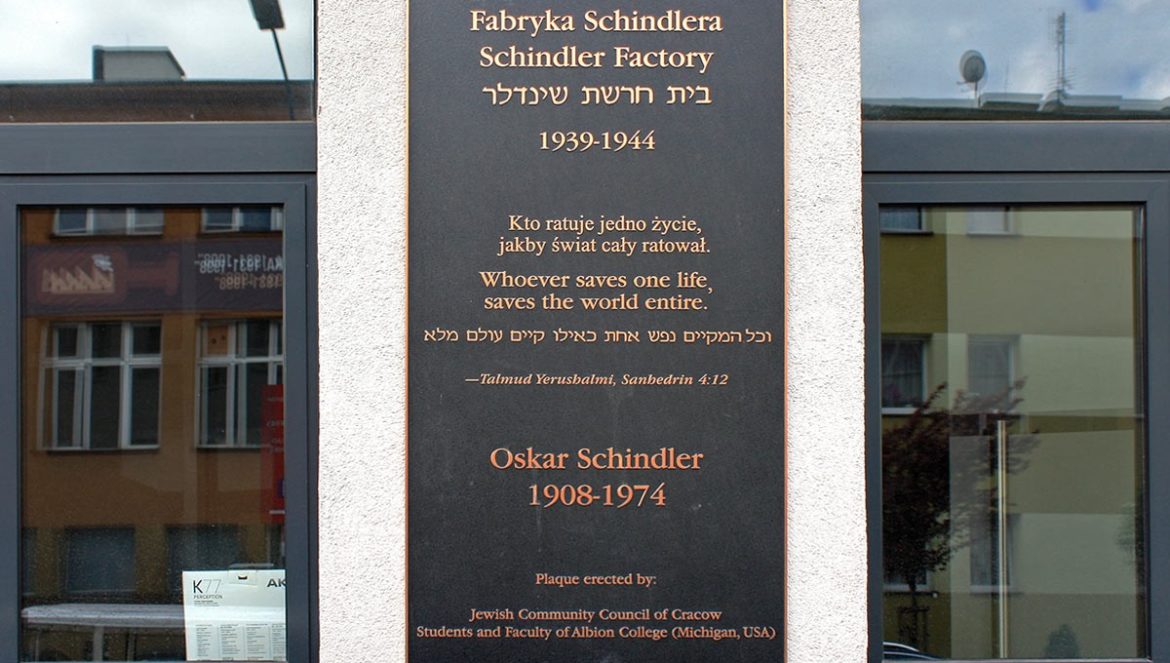 Fabryka Schindlera
Schindler Factory
בית חרשת שינדלר
1939-1944
Kto ratuje jedno życie,
jakby świat cały ratował.
Whoever saves one life,
saves the world entire.
וכל המקיים נפש אחת כאילו קיים עולם מלא
—Talmud Yerushalmi, Sanhedrin 4:12
Oskar Schindler
1908-1974
Plaque erected by:
Jewish Community Council of Cracow
Students and Faculty of Albion College (Michigan, USA)
K77
PERCEPTION